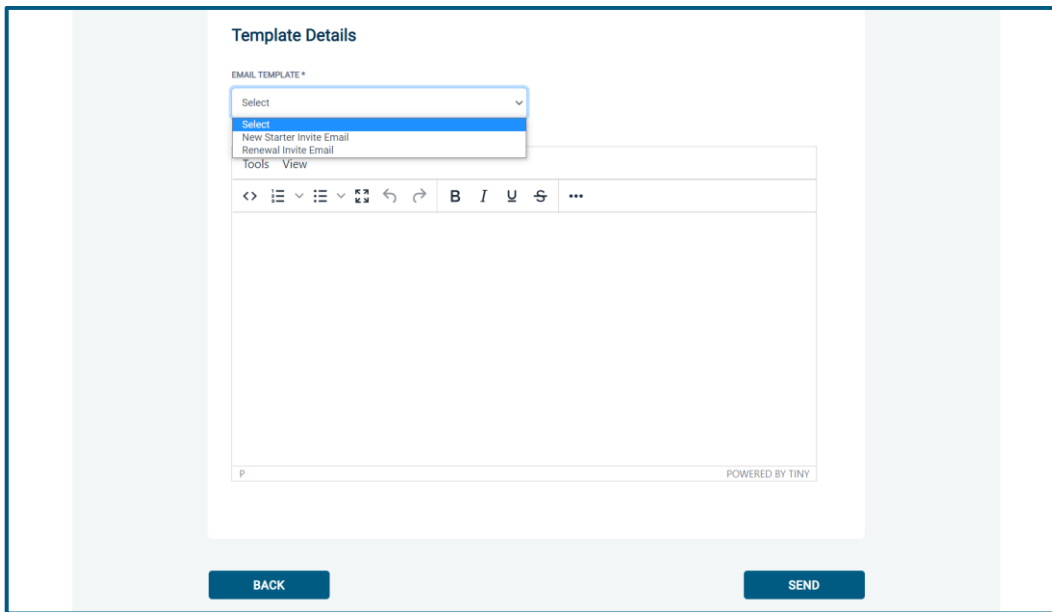 Template Details
EMAIL TEMPLATE *
Select
Select
New Starter Invite Email
Renewal Invite Email
Tools View
B I U S
P POWERED BY TINY
BACK SEND